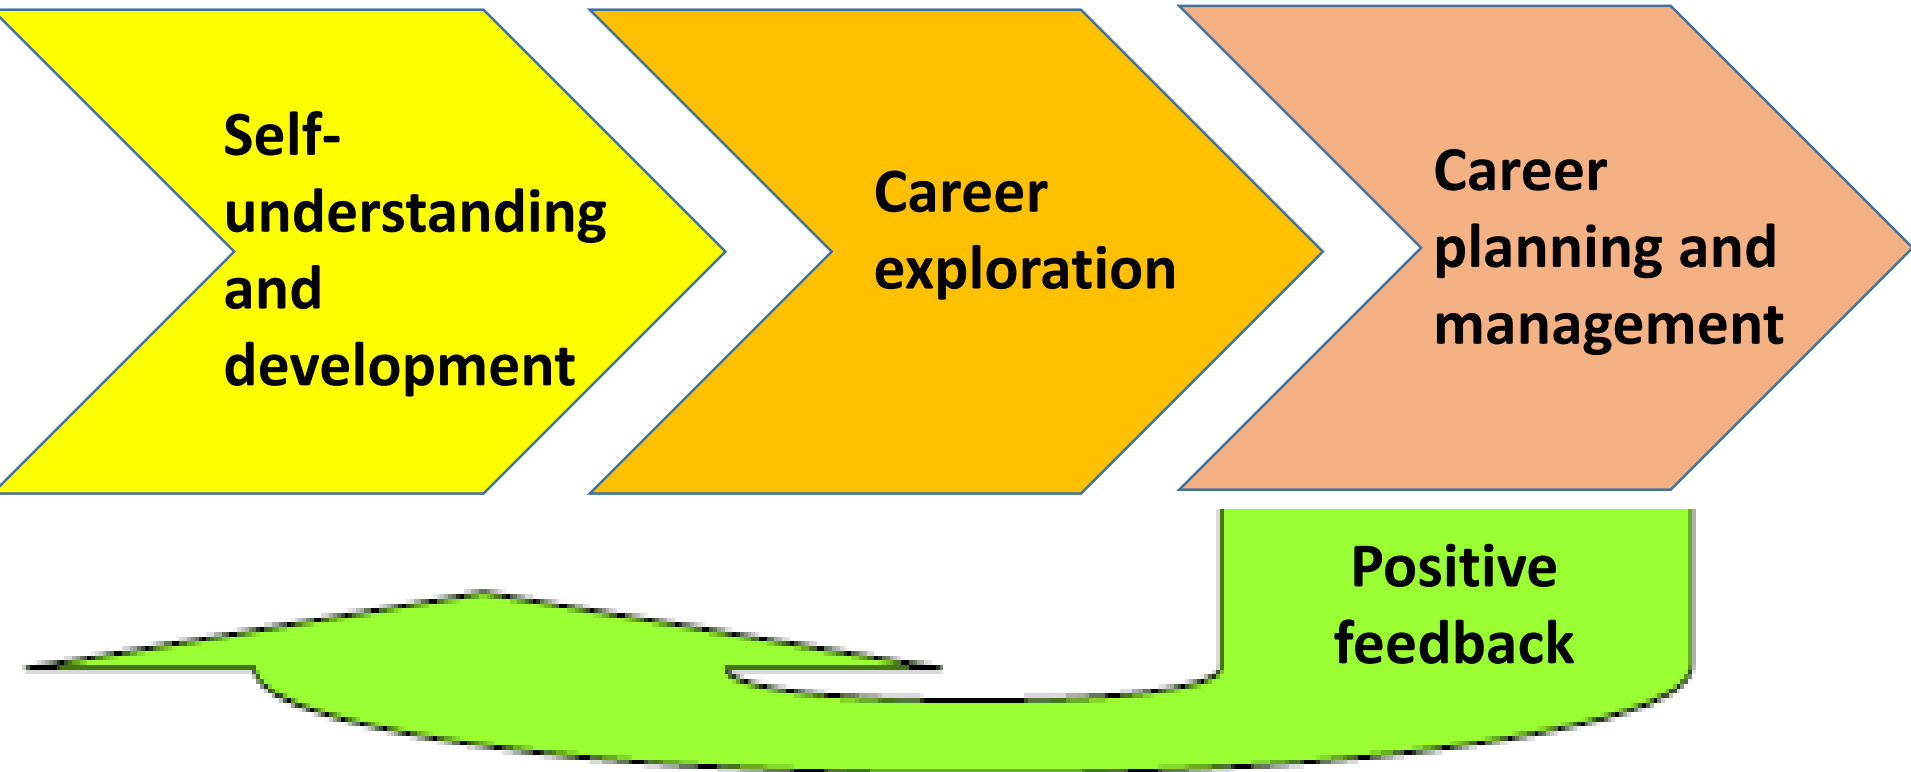 Self-
understanding
and
development
Career
exploration
Career
planning and
management
Positive
feedback